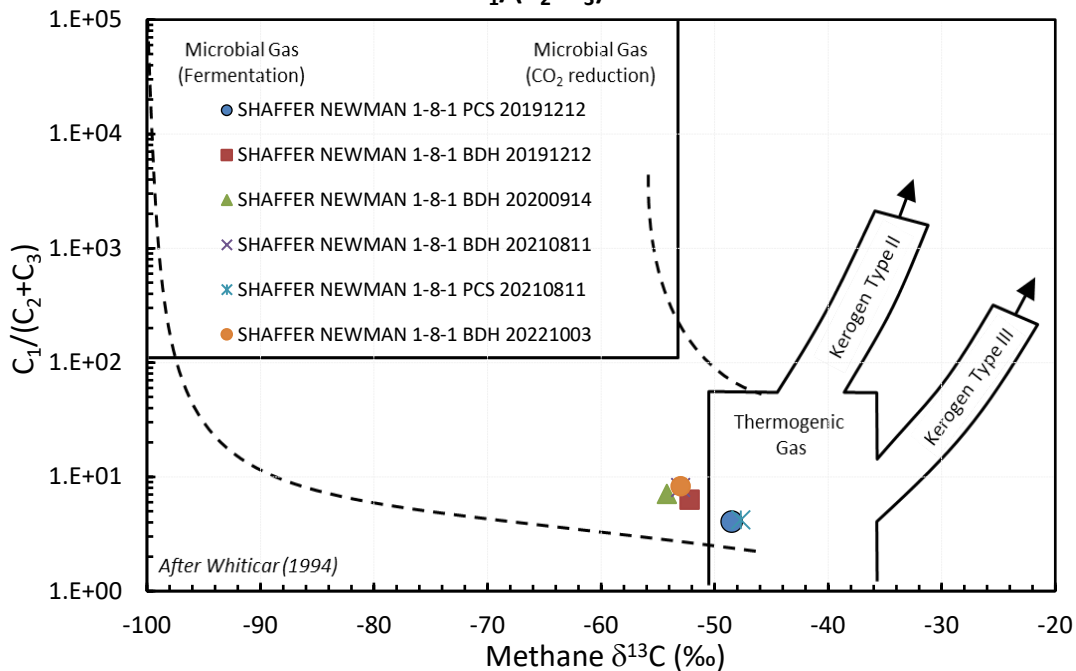 1.E+05
1.E+04
1.E+03
1.E+02
1.E+01
1.E+00
C₁/(C₂+C₃)
Microbial Gas
(Fermentation)
Microbial Gas
(CO₂ reduction)
SHAFFER NEWMAN 1-8-1 PCS 20191212
SHAFFER NEWMAN 1-8-1 BDH 20191212
SHAFFER NEWMAN 1-8-1 BDH 20200914
SHAFFER NEWMAN 1-8-1 BDH 20210811
SHAFFER NEWMAN 1-8-1 PCS 20210811
SHAFFER NEWMAN 1-8-1 BDH 20221003
Kerogen Type II
Kerogen Type III
Thermogenic
Gas
After Whiticar (1994)
-100 -90 -80 -70 -60 -50 -40 -30 -20
Methane δ¹³C (‰)